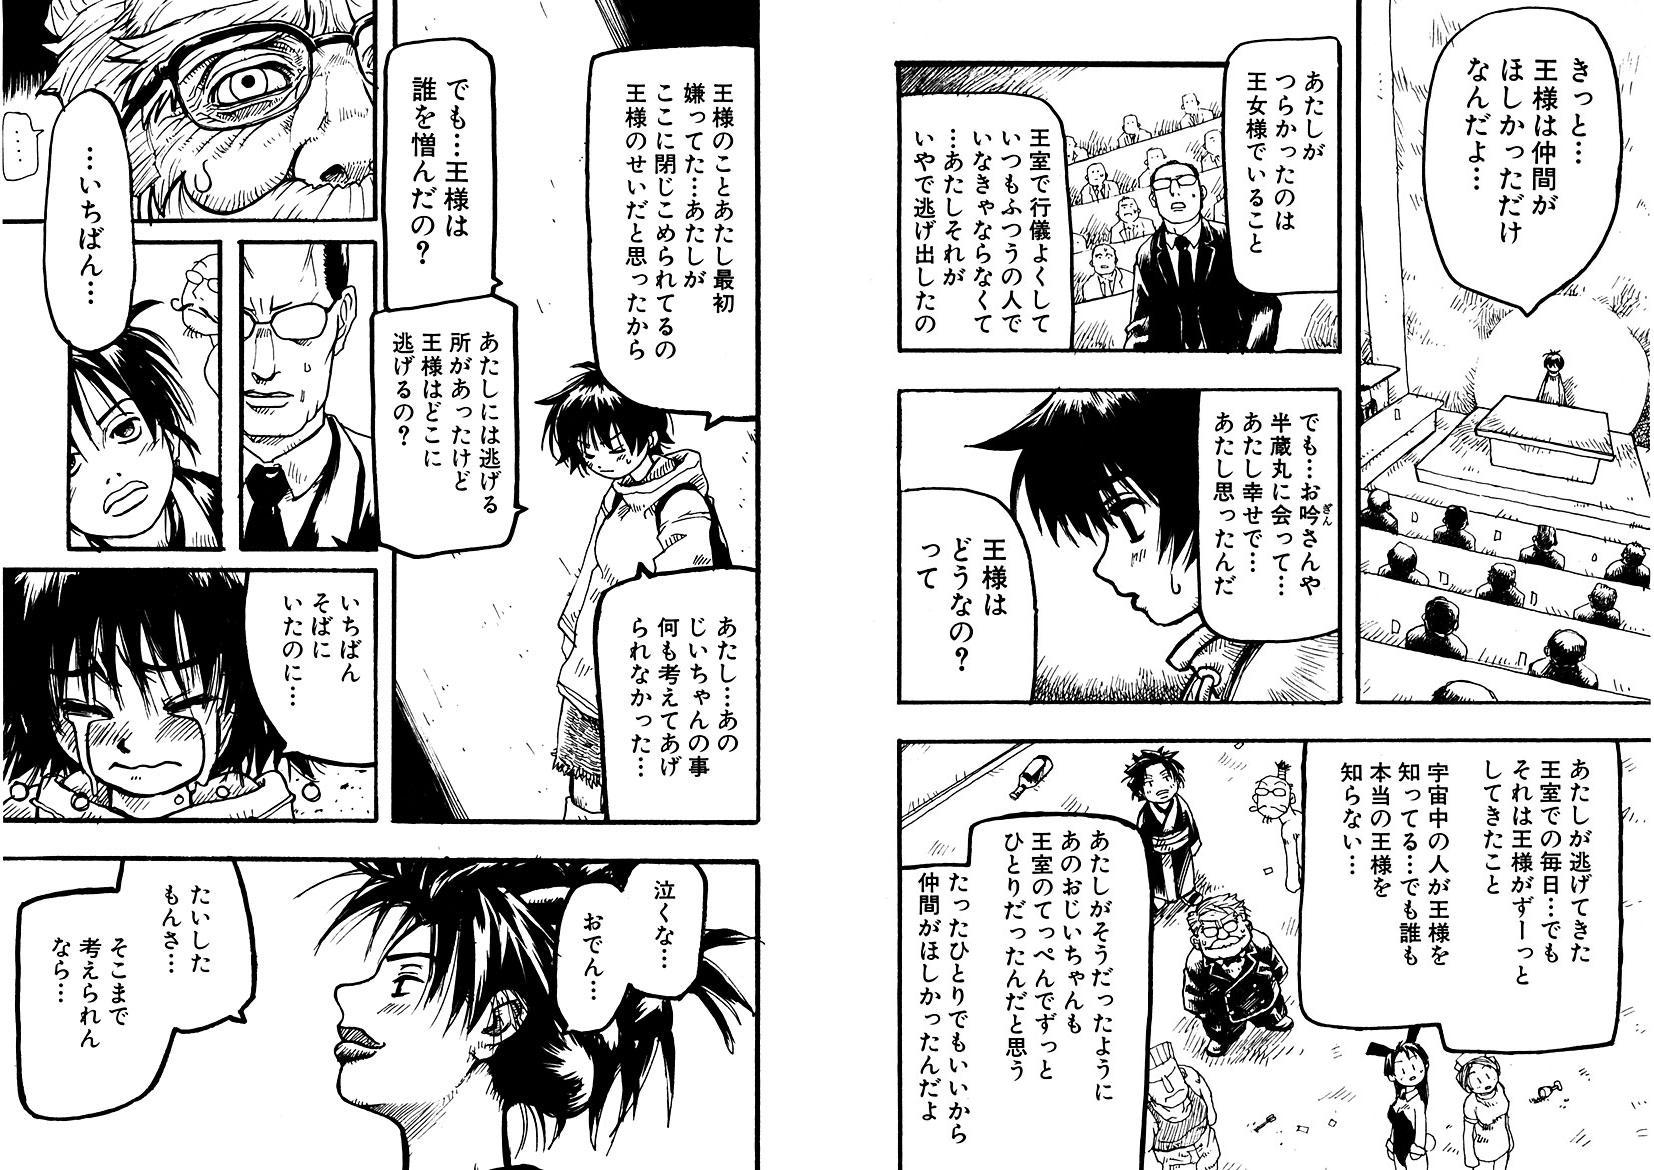 きっと…
王様は仲間が
ほしかっただけ
なんだよ…
あたしが
つらかったのは
王女様でいること
王室で行儀よくして
いつもふつうの人で
いなきゃならなくて
…あたしそれが
いやで逃げ出したの
でも…お吟さんや
ぎん
半蔵丸に会って…
あたし幸せで…
あたし思ったんだ
王様は
どうなの?
って
あたしが逃げてきた
王室での毎日…でも
それは王様がずーっと
してきたこと
宇宙中の人が王様を
知ってる…でも誰も
本当の王様を
知らない…
あたしがそうだったように
あのおじいちゃんも
王室のてっぺんでずっと
ひとりだったんだと思う
たったひとりでもいいから
仲間がほしかったんだよ
王様のことあたし最初
嫌ってた…あたしが
ここに閉じこめられてるの
王様のせいだと思ったから
でも…王様は
誰を憎んだの?
あたしには逃げる
所があったけど
王様はどこに
逃げるの?
あたし…あの
じいちゃんの事
何も考えてあげ
られなかった…
…
…いちばん…
いちばん
そばに
いたのに…
泣くな…
おでん…
たいした
もんさ…
そこまで
考えられん
なら…